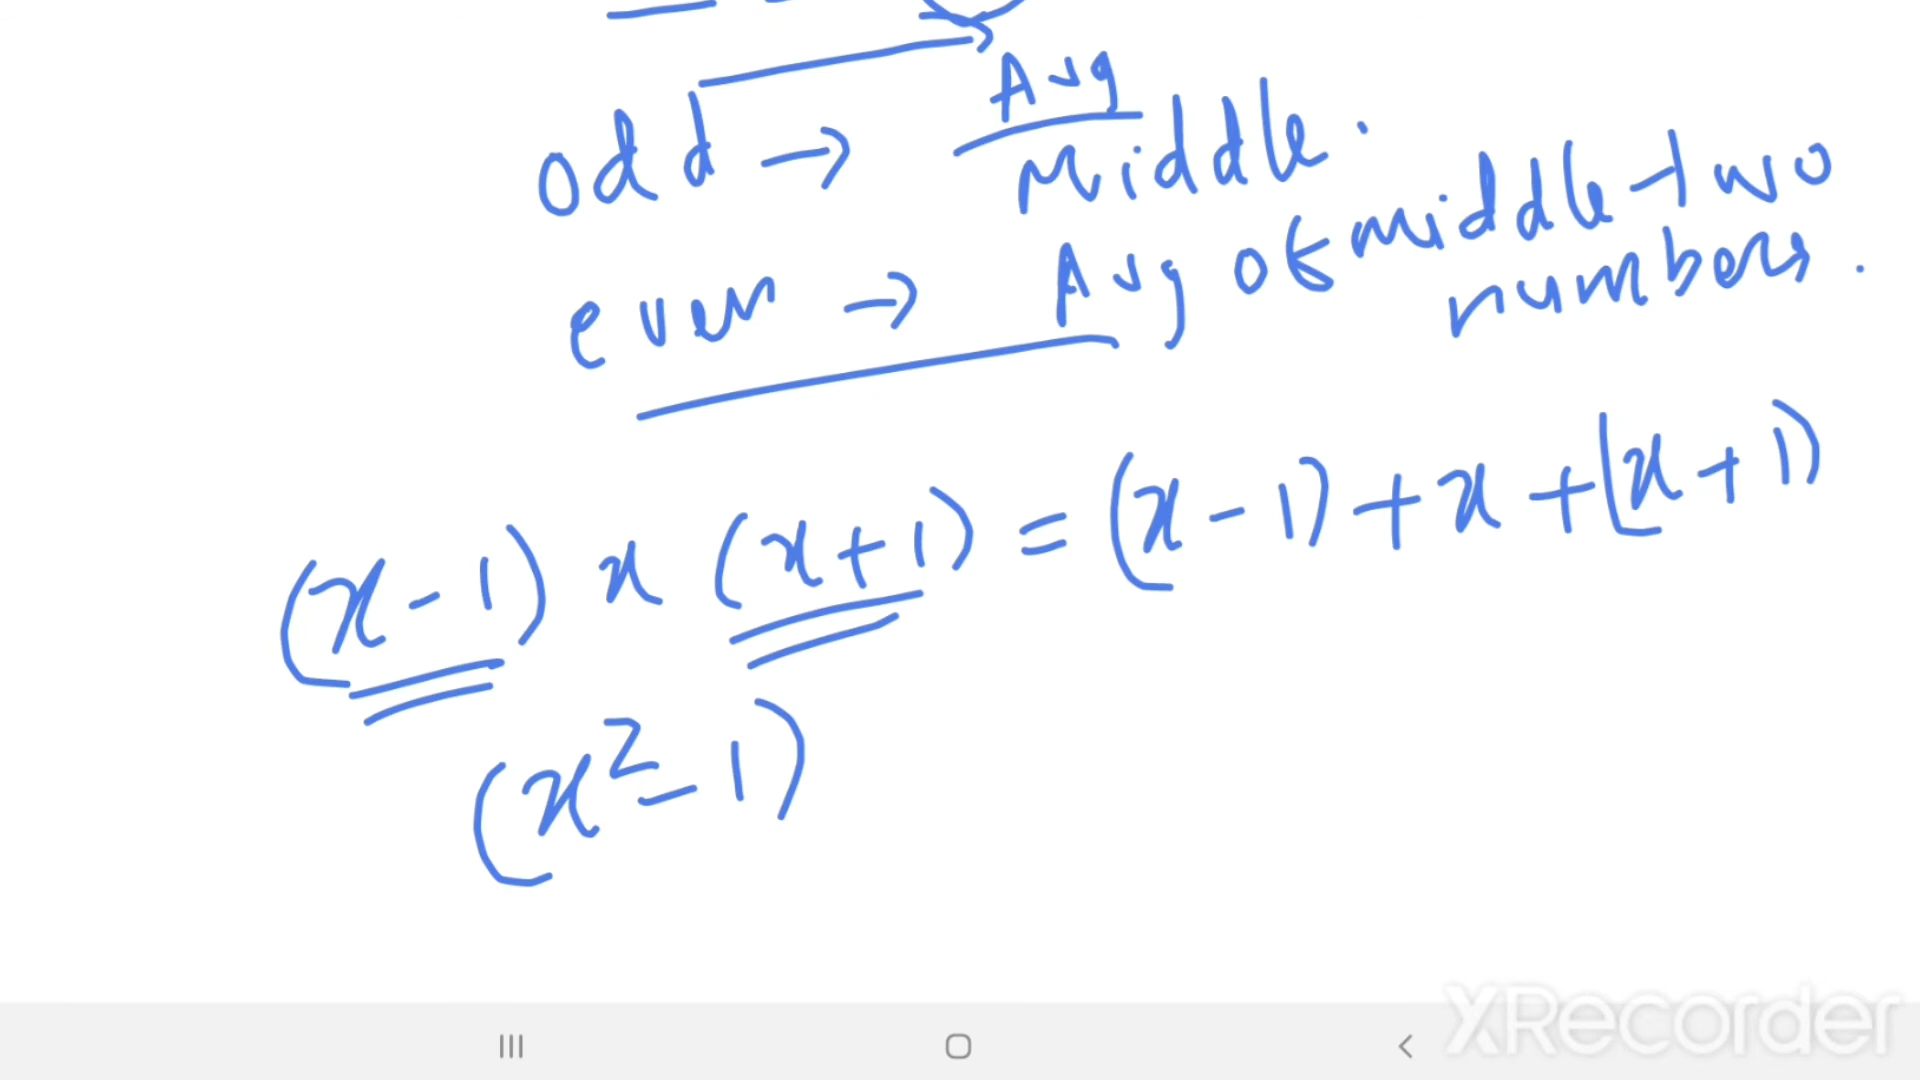 odd → Avg
Middle.
even → Avg of middle two
numbers.
(x-1) x (x+1) = (x-1) + x + (x+1)
(x²-1)
XRecorder